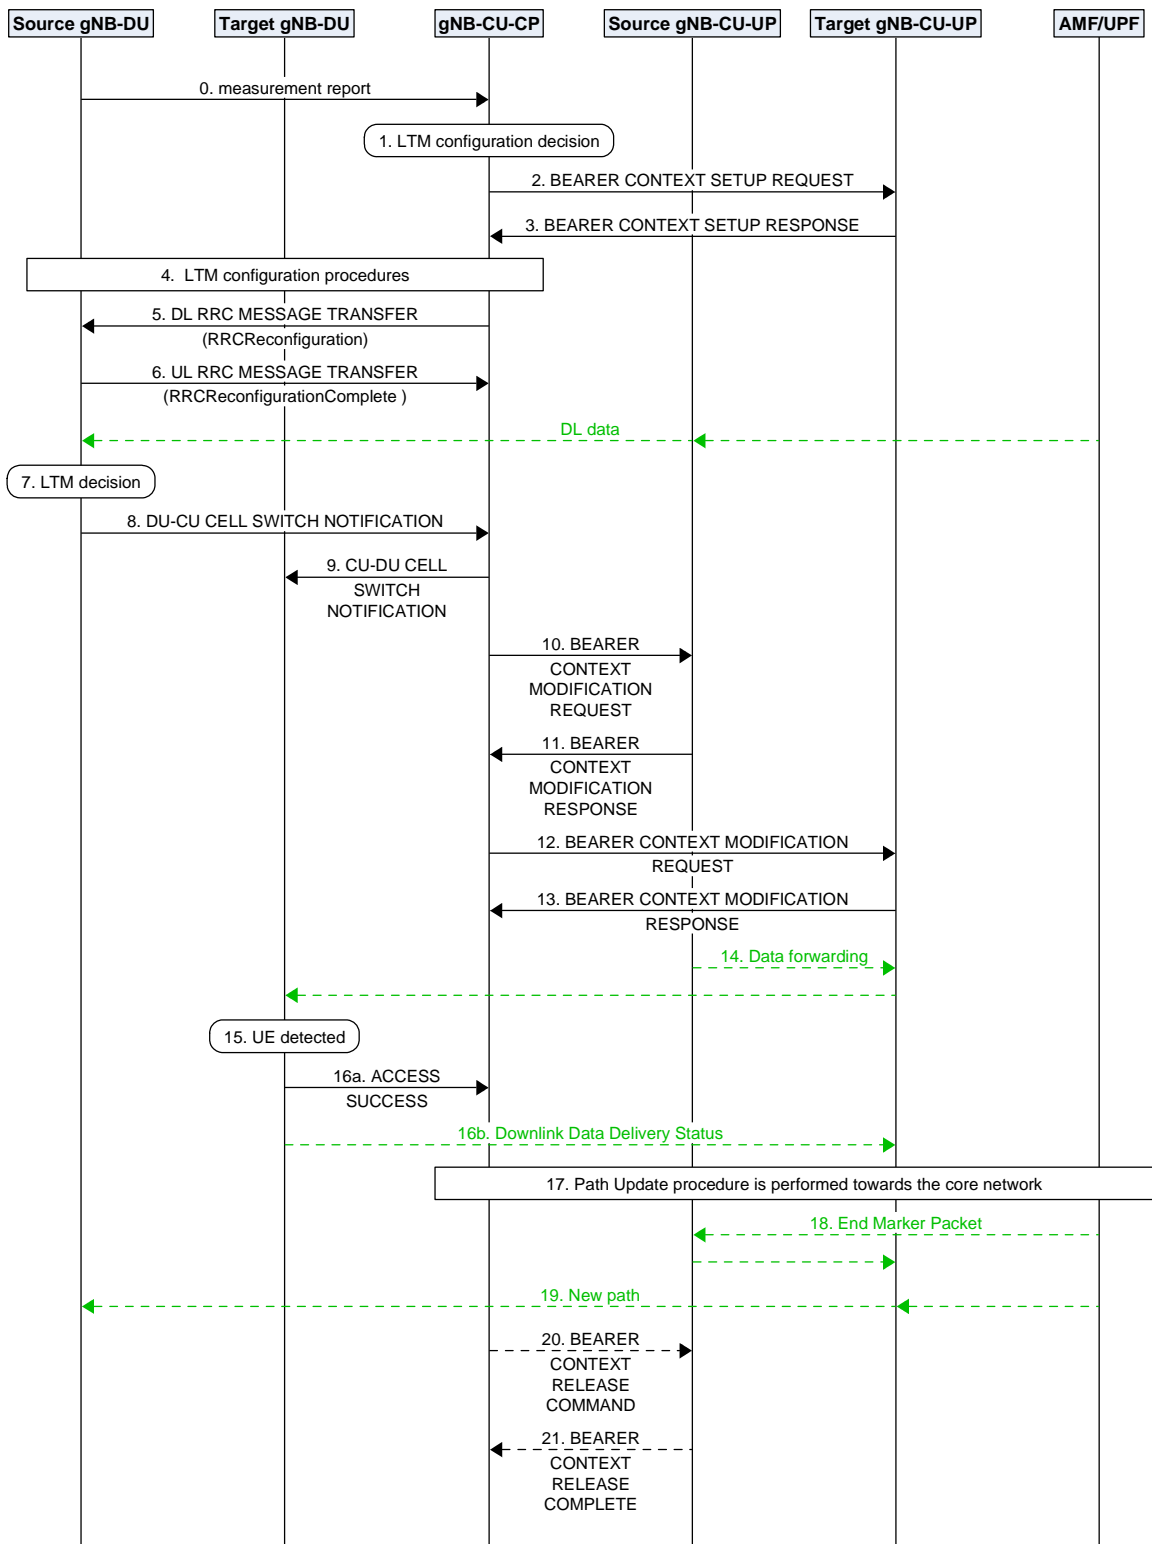 Source gNB-DU
Target gNB-DU
gNB-CU-CP
Source gNB-CU-UP
Target gNB-CU-UP
AMF/UPF
0. measurement report
1. LTM configuration decision
2. BEARER CONTEXT SETUP REQUEST
3. BEARER CONTEXT SETUP RESPONSE
4. LTM configuration procedures
5. DL RRC MESSAGE TRANSFER
(RRCReconfiguration)
6. UL RRC MESSAGE TRANSFER
(RRCReconfigurationComplete )
DL data
7. LTM decision
8. DU-CU CELL SWITCH NOTIFICATION
9. CU-DU CELL
SWITCH
NOTIFICATION
10. BEARER
CONTEXT
MODIFICATION
REQUEST
11. BEARER
CONTEXT
MODIFICATION
RESPONSE
12. BEARER CONTEXT MODIFICATION
REQUEST
13. BEARER CONTEXT MODIFICATION
RESPONSE
14. Data forwarding
15. UE detected
16a. ACCESS
SUCCESS
16b. Downlink Data Delivery Status
17. Path Update procedure is performed towards the core network
18. End Marker Packet
19. New path
20. BEARER
CONTEXT
RELEASE
COMMAND
21. BEARER
CONTEXT
RELEASE
COMPLETE